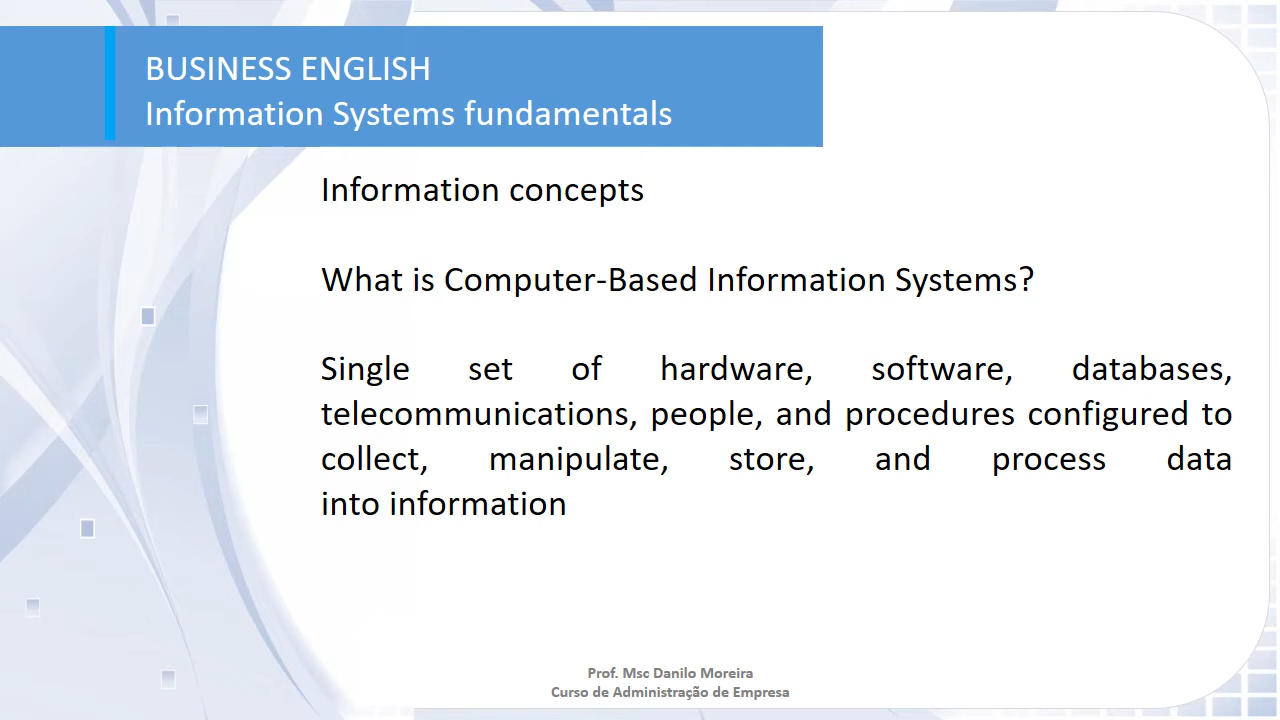 BUSINESS ENGLISH
Information Systems fundamentals
Information concepts
What is Computer-Based Information Systems?
Single set of hardware, software, databases,
telecommunications, people, and procedures configured to
collect, manipulate, store, and process data
into information
Prof. Msc Danilo Moreira
Curso de Administração de Empresa